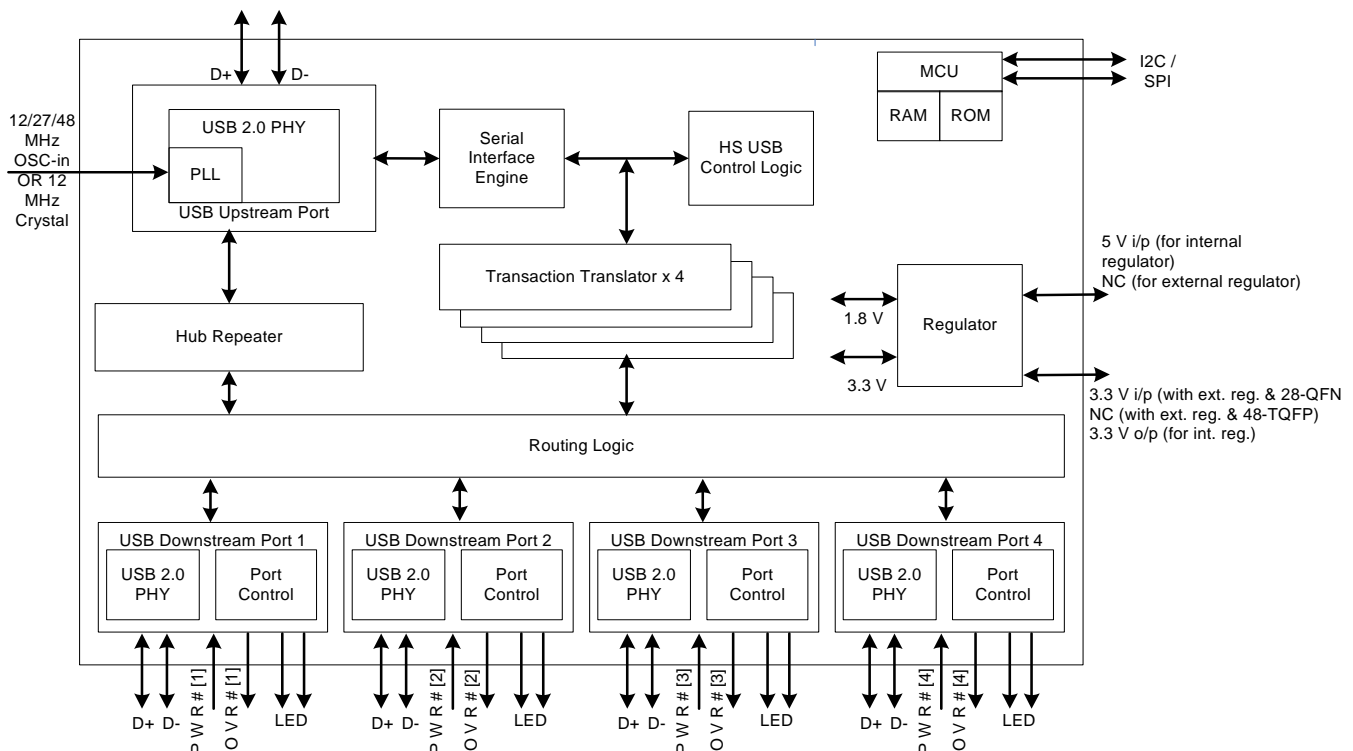 D+ D-
MCU
RAM ROM
I2C /
SPI
12/27/48
MHz
OSC-in
OR 12
MHz
Crystal
USB 2.0 PHY
PLL
USB Upstream Port
Serial
Interface
Engine
HS USB
Control Logic
Transaction Translator x 4
Hub Repeater
1.8 V
3.3 V
Regulator
5 V i/p (for internal
regulator)
NC (for external regulator)
3.3 V i/p (with ext. reg. & 28-QFN
NC (with ext. reg. & 48-TQFP)
3.3 V o/p (for int. reg.)
Routing Logic
USB Downstream Port 1
USB 2.0
PHY
Port
Control
D+ D-
PWR#[1]
OVR#[1]
LED
USB Downstream Port 2
USB 2.0
PHY
Port
Control
D+ D-
PWR#[2]
OVR#[2]
LED
USB Downstream Port 3
USB 2.0
PHY
Port
Control
D+ D-
PWR#[3]
OVR#[3]
LED
USB Downstream Port 4
USB 2.0
PHY
Port
Control
D+ D-
PWR#[4]
OVR#[4]
LED